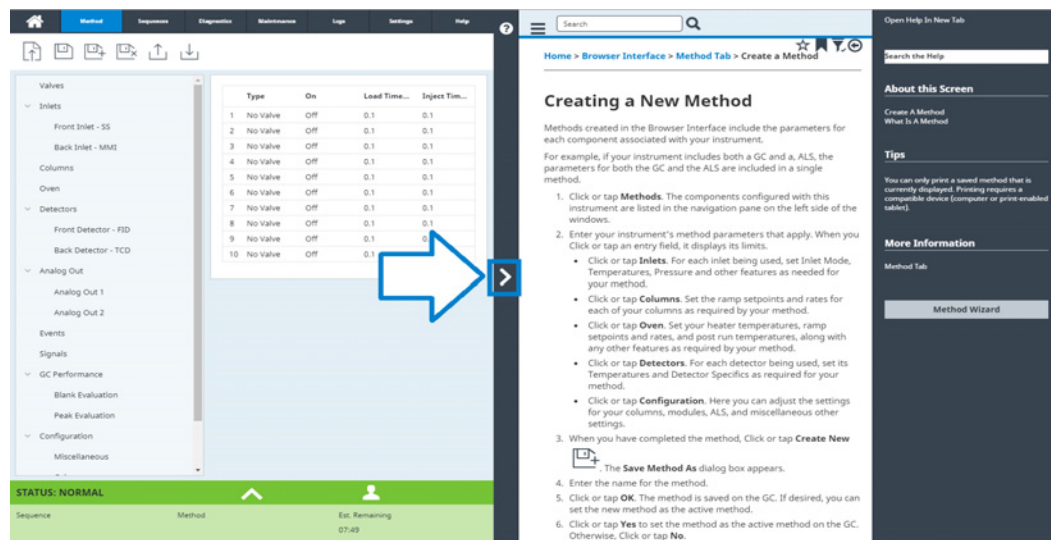 Method Sequences Diagnostics Maintenance Logs Settings Help
Valves
Inlets
Front Inlet - SS
Back Inlet - MMI
Columns
Oven
Detectors
Front Detector - FID
Back Detector - TCD
Analog Out
Analog Out 1
Analog Out 2
Events
Signals
GC Performance
Blank Evaluation
Peak Evaluation
Configuration
Miscellaneous
Type On Load Time... Inject Tim...
1 No Valve Off 0.1 0.1
2 No Valve Off 0.1 0.1
3 No Valve Off 0.1 0.1
4 No Valve Off 0.1 0.1
5 No Valve Off 0.1 0.1
6 No Valve Off 0.1 0.1
7 No Valve Off 0.1 0.1
8 No Valve Off 0.1 0.1
9 No Valve Off 0.1
10 No Valve Off 0.1
STATUS: NORMAL
Sequence Method Est. Remaining
07:49
?
Search
Home > Browser Interface > Method Tab > Create a Method
Creating a New Method
Methods created in the Browser Interface include the parameters for
each component associated with your instrument.
For example, if your instrument includes both a GC and a, ALS, the
parameters for both the GC and the ALS are included in a single
method.
1. Click or tap Methods. The components configured with this
instrument are listed in the navigation pane on the left side of the
windows.
2. Enter your instrument's method parameters that apply. When you
Click or tap an entry field, it displays its limits.
• Click or tap Inlets. For each inlet being used, set Inlet Mode,
Temperatures, Pressure and other features as needed for
your method.
• Click or tap Columns. Set the ramp setpoints and rates for
each of your columns as required by your method.
• Click or tap Oven. Set your heater temperatures, ramp
setpoints and rates, and post run temperatures, along with
any other features as required by your method.
• Click or tap Detectors. For each detector being used, set its
Temperatures and Detector Specifics as required for your
method.
• Click or tap Configuration. Here you can adjust the settings
for your columns, modules, ALS, and miscellaneous other
settings.
3. When you have completed the method, Click or tap Create New
. The Save Method As dialog box appears.
4. Enter the name for the method.
5. Click or tap OK. The method is saved on the GC. If desired, you can
set the new method as the active method.
6. Click or tap Yes to set the method as the active method on the GC.
Otherwise, Click or tap No.
Open Help In New Tab
Search the Help
About this Screen
Create A Method
What Is A Method
Tips
You can only print a saved method that is
currently displayed. Printing requires a
compatible device (computer or print-enabled
tablet).
More Information
Method Tab
Method Wizard